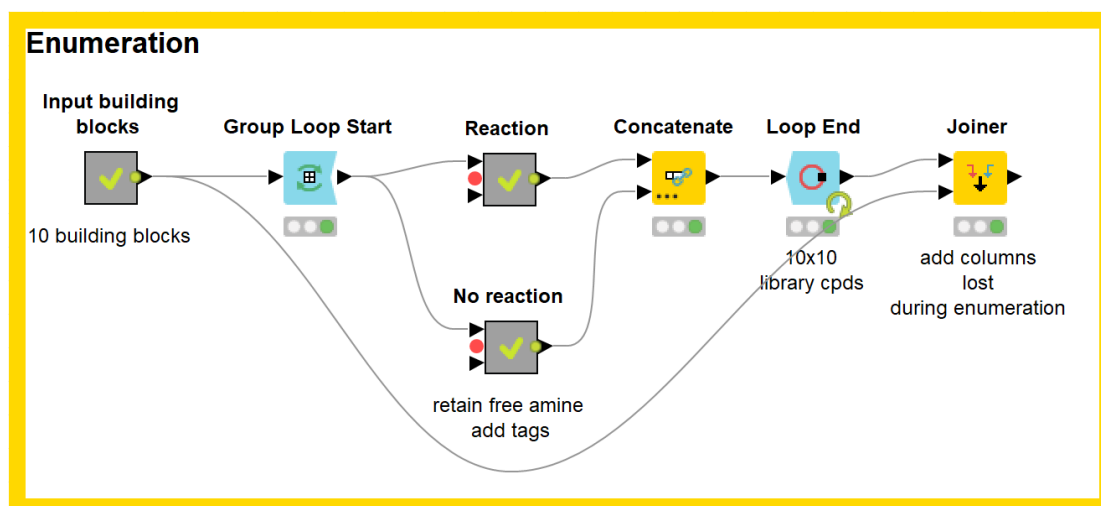 Enumeration
Input building
blocks
10 building blocks
Group Loop Start
Reaction
No reaction
retain free amine
add tags
Concatenate
Loop End
10x10
library cpds
Joiner
add columns
lost
during enumeration